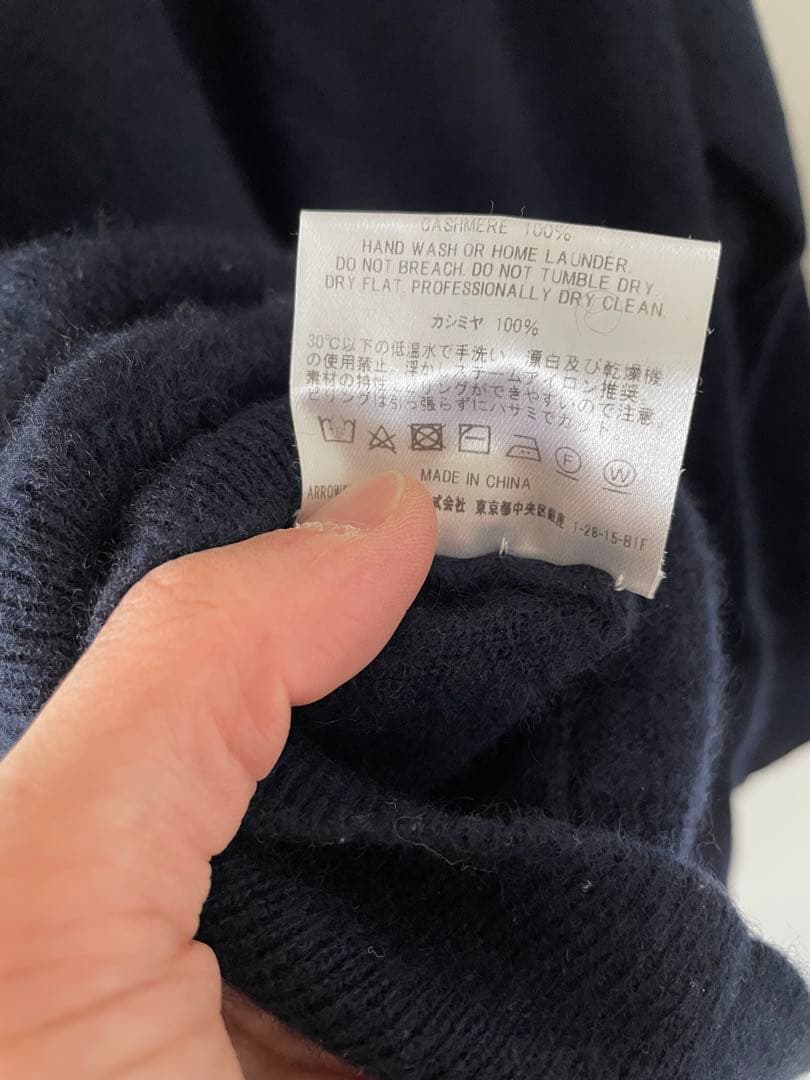 CASHMERE 100%
HAND WASH OR HOME LAUNDER.
DO NOT BREACH. DO NOT TUMBLE DRY.
DRY FLAT. PROFESSIONALLY DRY CLEAN.
カシミヤ 100%
30℃以下の低温水で手洗い。漂白及び乾燥機
の使用禁止。浮かしスチームアイロン推奨。
素材の特性、ピリングができやすいので注意。
ピリングは引っ張らずにハサミでカット。
F W
MADE IN CHINA
ARROW 式会社 東京都中央区銀座 1-28-15-B1F